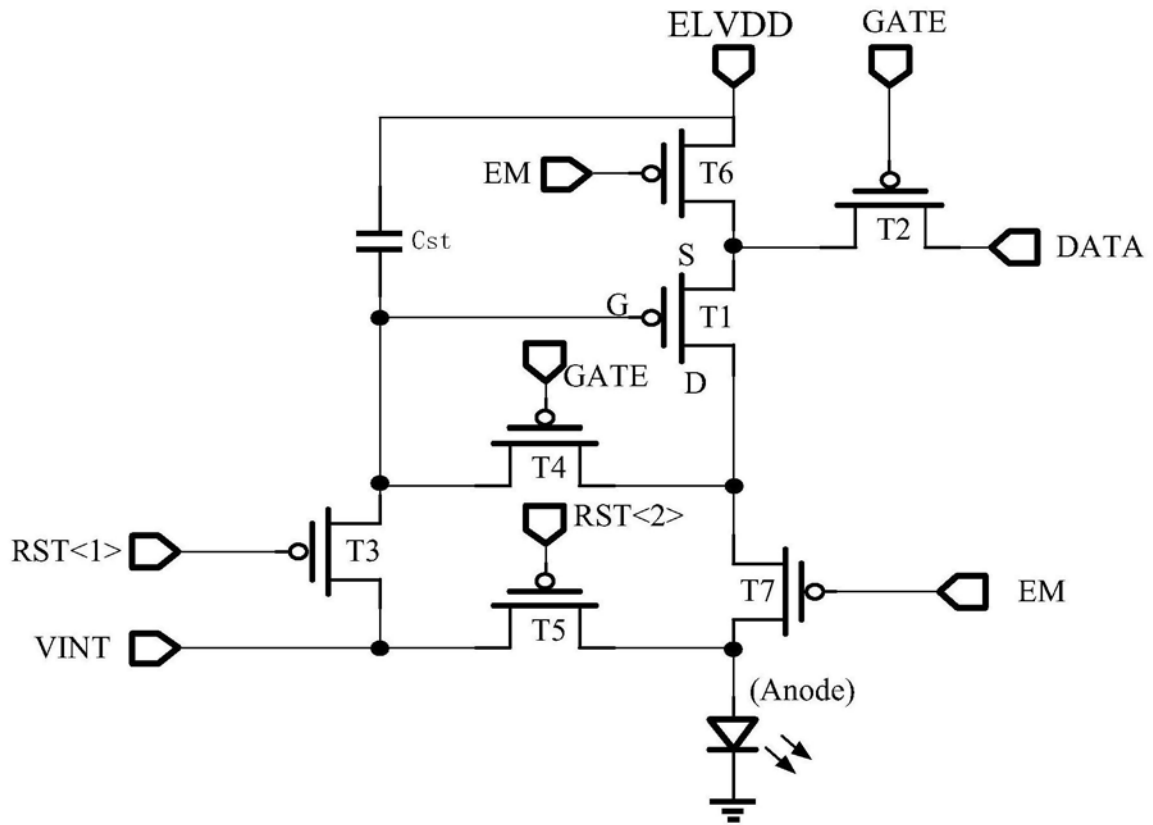 ELVDD
GATE
EM
T6
T2
Cst
S
DATA
G
T1
D
GATE
T4
RST<2>
RST<1>
T3
T7
EM
T5
VINT
(Anode)